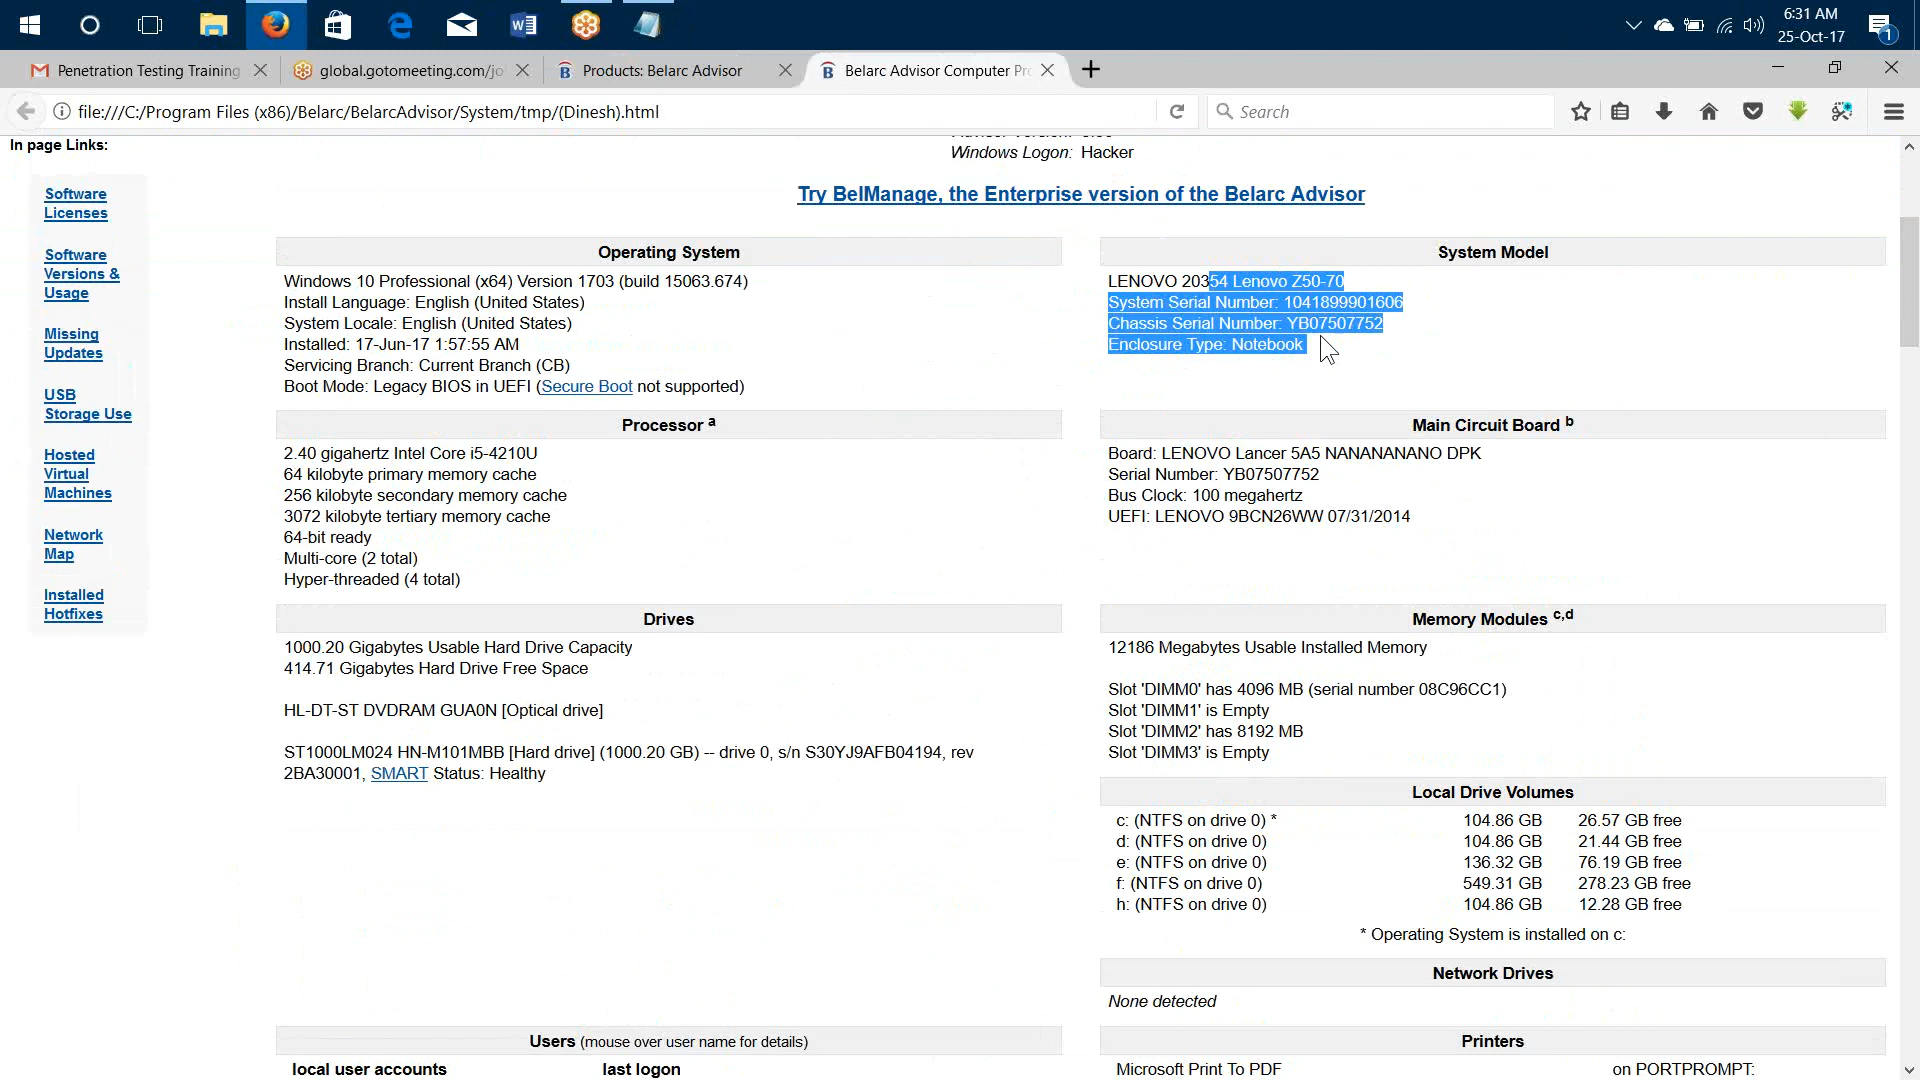 6:31 AM
25-Oct-17
1
Penetration Testing Training
global.gotomeeting.com/jo
Products: Belarc Advisor
Belarc Advisor Computer Pr
file:///C:/Program Files (x86)/Belarc/BelarcAdvisor/System/tmp/(Dinesh).html
Search
In page Links:
Windows Logon: Hacker
Try BelManage, the Enterprise version of the Belarc Advisor
Software
Licenses
Software
Versions &
Usage
Missing
Updates
USB
Storage Use
Hosted
Virtual
Machines
Network
Map
Installed
Hotfixes
Operating System
Windows 10 Professional (x64) Version 1703 (build 15063.674)
Install Language: English (United States)
System Locale: English (United States)
Installed: 17-Jun-17 1:57:55 AM
Servicing Branch: Current Branch (CB)
Boot Mode: Legacy BIOS in UEFI (Secure Boot not supported)
System Model
LENOVO 20354 Lenovo Z50-70
System Serial Number: 1041899901606
Chassis Serial Number: YB07507752
Enclosure Type: Notebook
Processor a
2.40 gigahertz Intel Core i5-4210U
64 kilobyte primary memory cache
256 kilobyte secondary memory cache
3072 kilobyte tertiary memory cache
64-bit ready
Multi-core (2 total)
Hyper-threaded (4 total)
Main Circuit Board b
Board: LENOVO Lancer 5A5 NANANANANO DPK
Serial Number: YB07507752
Bus Clock: 100 megahertz
UEFI: LENOVO 9BCN26WW 07/31/2014
Drives
1000.20 Gigabytes Usable Hard Drive Capacity
414.71 Gigabytes Hard Drive Free Space
HL-DT-ST DVDRAM GUA0N [Optical drive]
ST1000LM024 HN-M101MBB [Hard drive] (1000.20 GB) -- drive 0, s/n S30YJ9AFB04194, rev
2BA30001, SMART Status: Healthy
Memory Modules c,d
12186 Megabytes Usable Installed Memory
Slot 'DIMM0' has 4096 MB (serial number 08C96CC1)
Slot 'DIMM1' is Empty
Slot 'DIMM2' has 8192 MB
Slot 'DIMM3' is Empty
Local Drive Volumes
c: (NTFS on drive 0) * 104.86 GB 26.57 GB free
d: (NTFS on drive 0) 104.86 GB 21.44 GB free
e: (NTFS on drive 0) 136.32 GB 76.19 GB free
f: (NTFS on drive 0) 549.31 GB 278.23 GB free
h: (NTFS on drive 0) 104.86 GB 12.28 GB free
* Operating System is installed on c:
Network Drives
None detected
Users (mouse over user name for details)
local user accounts last logon
Printers
Microsoft Print To PDF on PORTPROMPT: